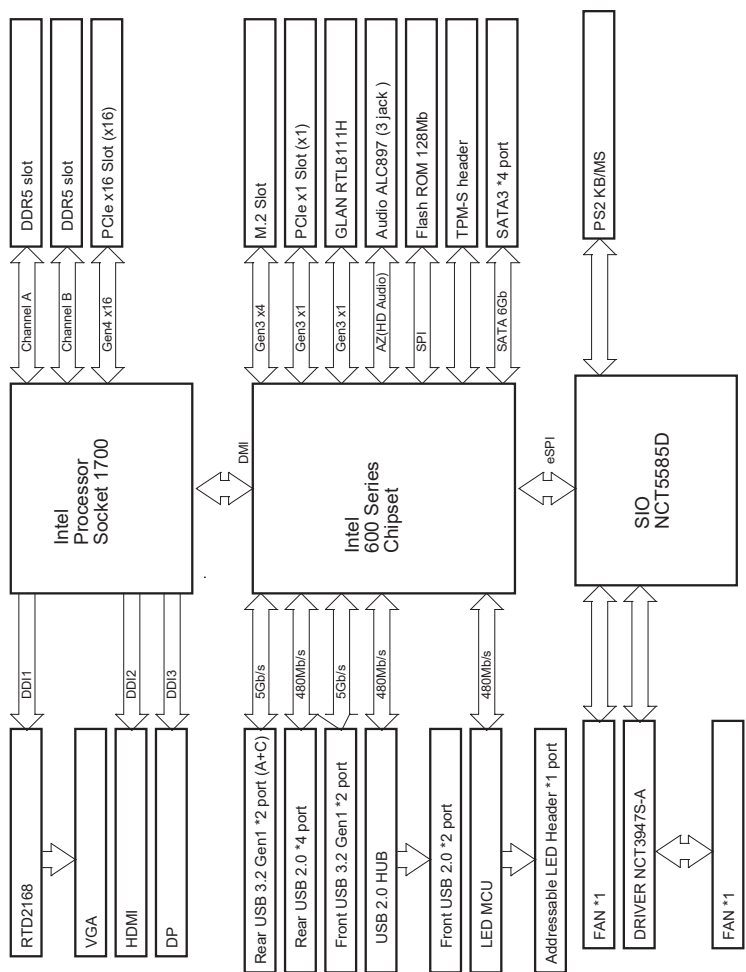 DDR5 slot
DDR5 slot
PCIe x16 Slot (x16)
Channel A
Channel B
Gen4 x16
Intel
Processor
Socket 1700
DDI1
DDI2
DDI3
RTD2168
VGA
HDMI
DP
DMI
M.2 Slot
PCIe x1 Slot (x1)
GLAN RTL8111H
Audio ALC897 (3 jack )
Flash ROM 128Mb
TPM-S header
SATA3 *4 port
Gen3 x4
Gen3 x1
Gen3 x1
AZ(HD Audio)
SPI
SATA 6Gb
Intel
600 Series
Chipset
5Gb/s
480Mb/s
5Gb/s
480Mb/s
480Mb/s
Rear USB 3.2 Gen1 *2 port (A+C)
Rear USB 2.0 *4 port
Front USB 3.2 Gen1 *2 port
USB 2.0 HUB
Front USB 2.0 *2 port
LED MCU
Addressable LED Header *1 port
eSPI
PS2 KB/MS
SIO
NCT5585D
FAN *1
DRIVER NCT3947S-A
FAN *1